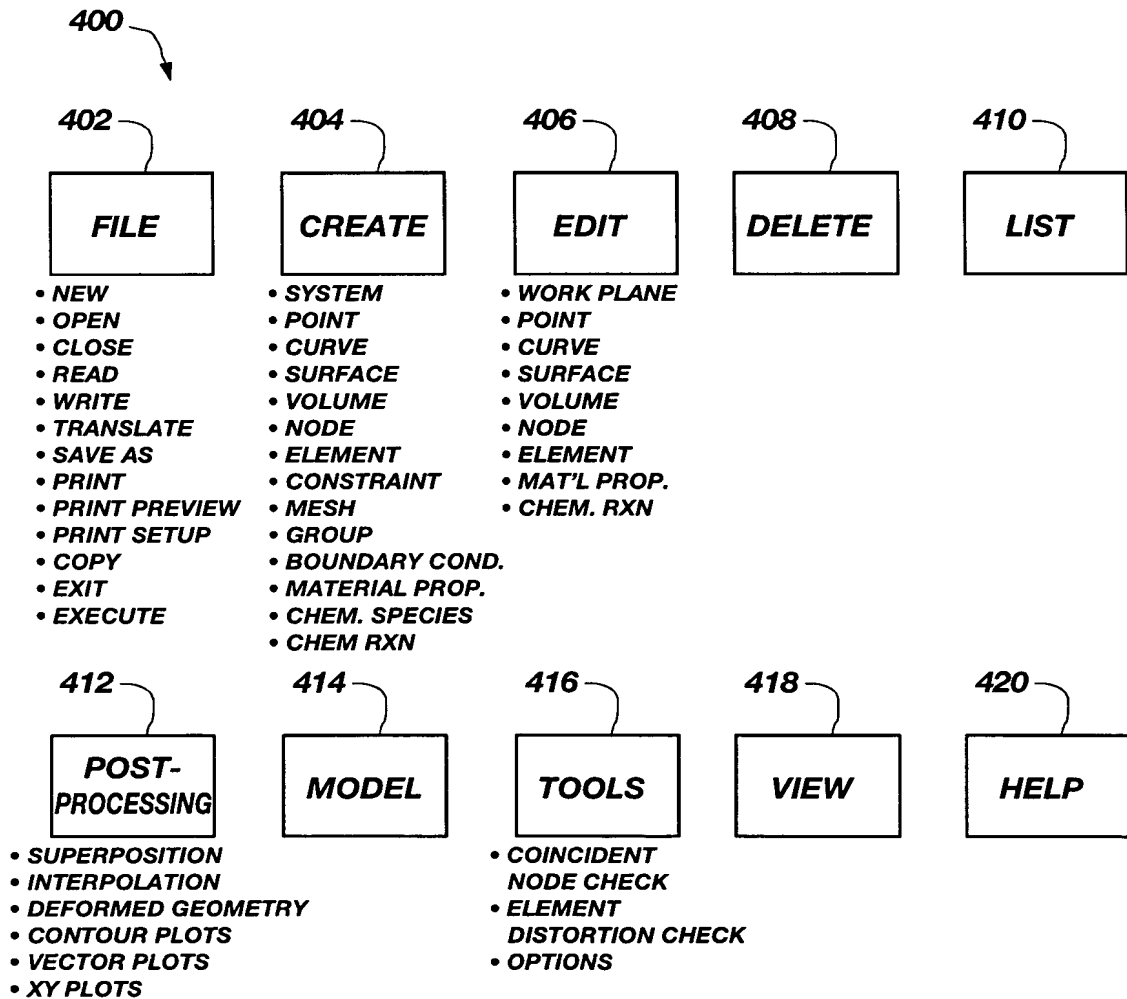 400
402
404
406
408
410
FILE
CREATE
EDIT
DELETE
LIST
• NEW
• OPEN
• CLOSE
• READ
• WRITE
• TRANSLATE
• SAVE AS
• PRINT
• PRINT PREVIEW
• PRINT SETUP
• COPY
• EXIT
• EXECUTE
• SYSTEM
• POINT
• CURVE
• SURFACE
• VOLUME
• NODE
• ELEMENT
• CONSTRAINT
• MESH
• GROUP
• BOUNDARY COND.
• MATERIAL PROP.
• CHEM. SPECIES
• CHEM RXN
• WORK PLANE
• POINT
• CURVE
• SURFACE
• VOLUME
• NODE
• ELEMENT
• MAT'L PROP.
• CHEM. RXN
412
414
416
418
420
POST-
PROCESSING
MODEL
TOOLS
VIEW
HELP
• SUPERPOSITION
• INTERPOLATION
• DEFORMED GEOMETRY
• CONTOUR PLOTS
• VECTOR PLOTS
• XY PLOTS
• COINCIDENT
NODE CHECK
• ELEMENT
DISTORTION CHECK
• OPTIONS